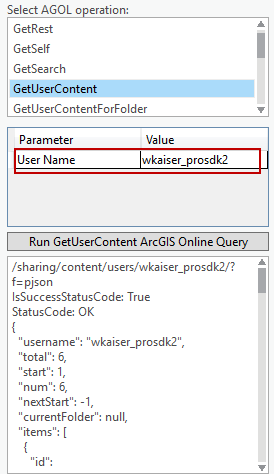 Select AGOL operation:
GetRest
GetSelf
GetSearch
GetUserContent
GetUserContentForFolder
Parameter Value
User Name wkaiser_prosdk2
Run GetUserContent ArcGIS Online Query
/sharing/content/users/wkaiser_prosdk2/?
f=pjson
IsSuccessStatusCode: True
StatusCode: OK
{
"username": "wkaiser_prosdk2",
"total": 6,
"start": 1,
"num": 6,
"nextStart": -1,
"currentFolder": null,
"items": [
{
"id":